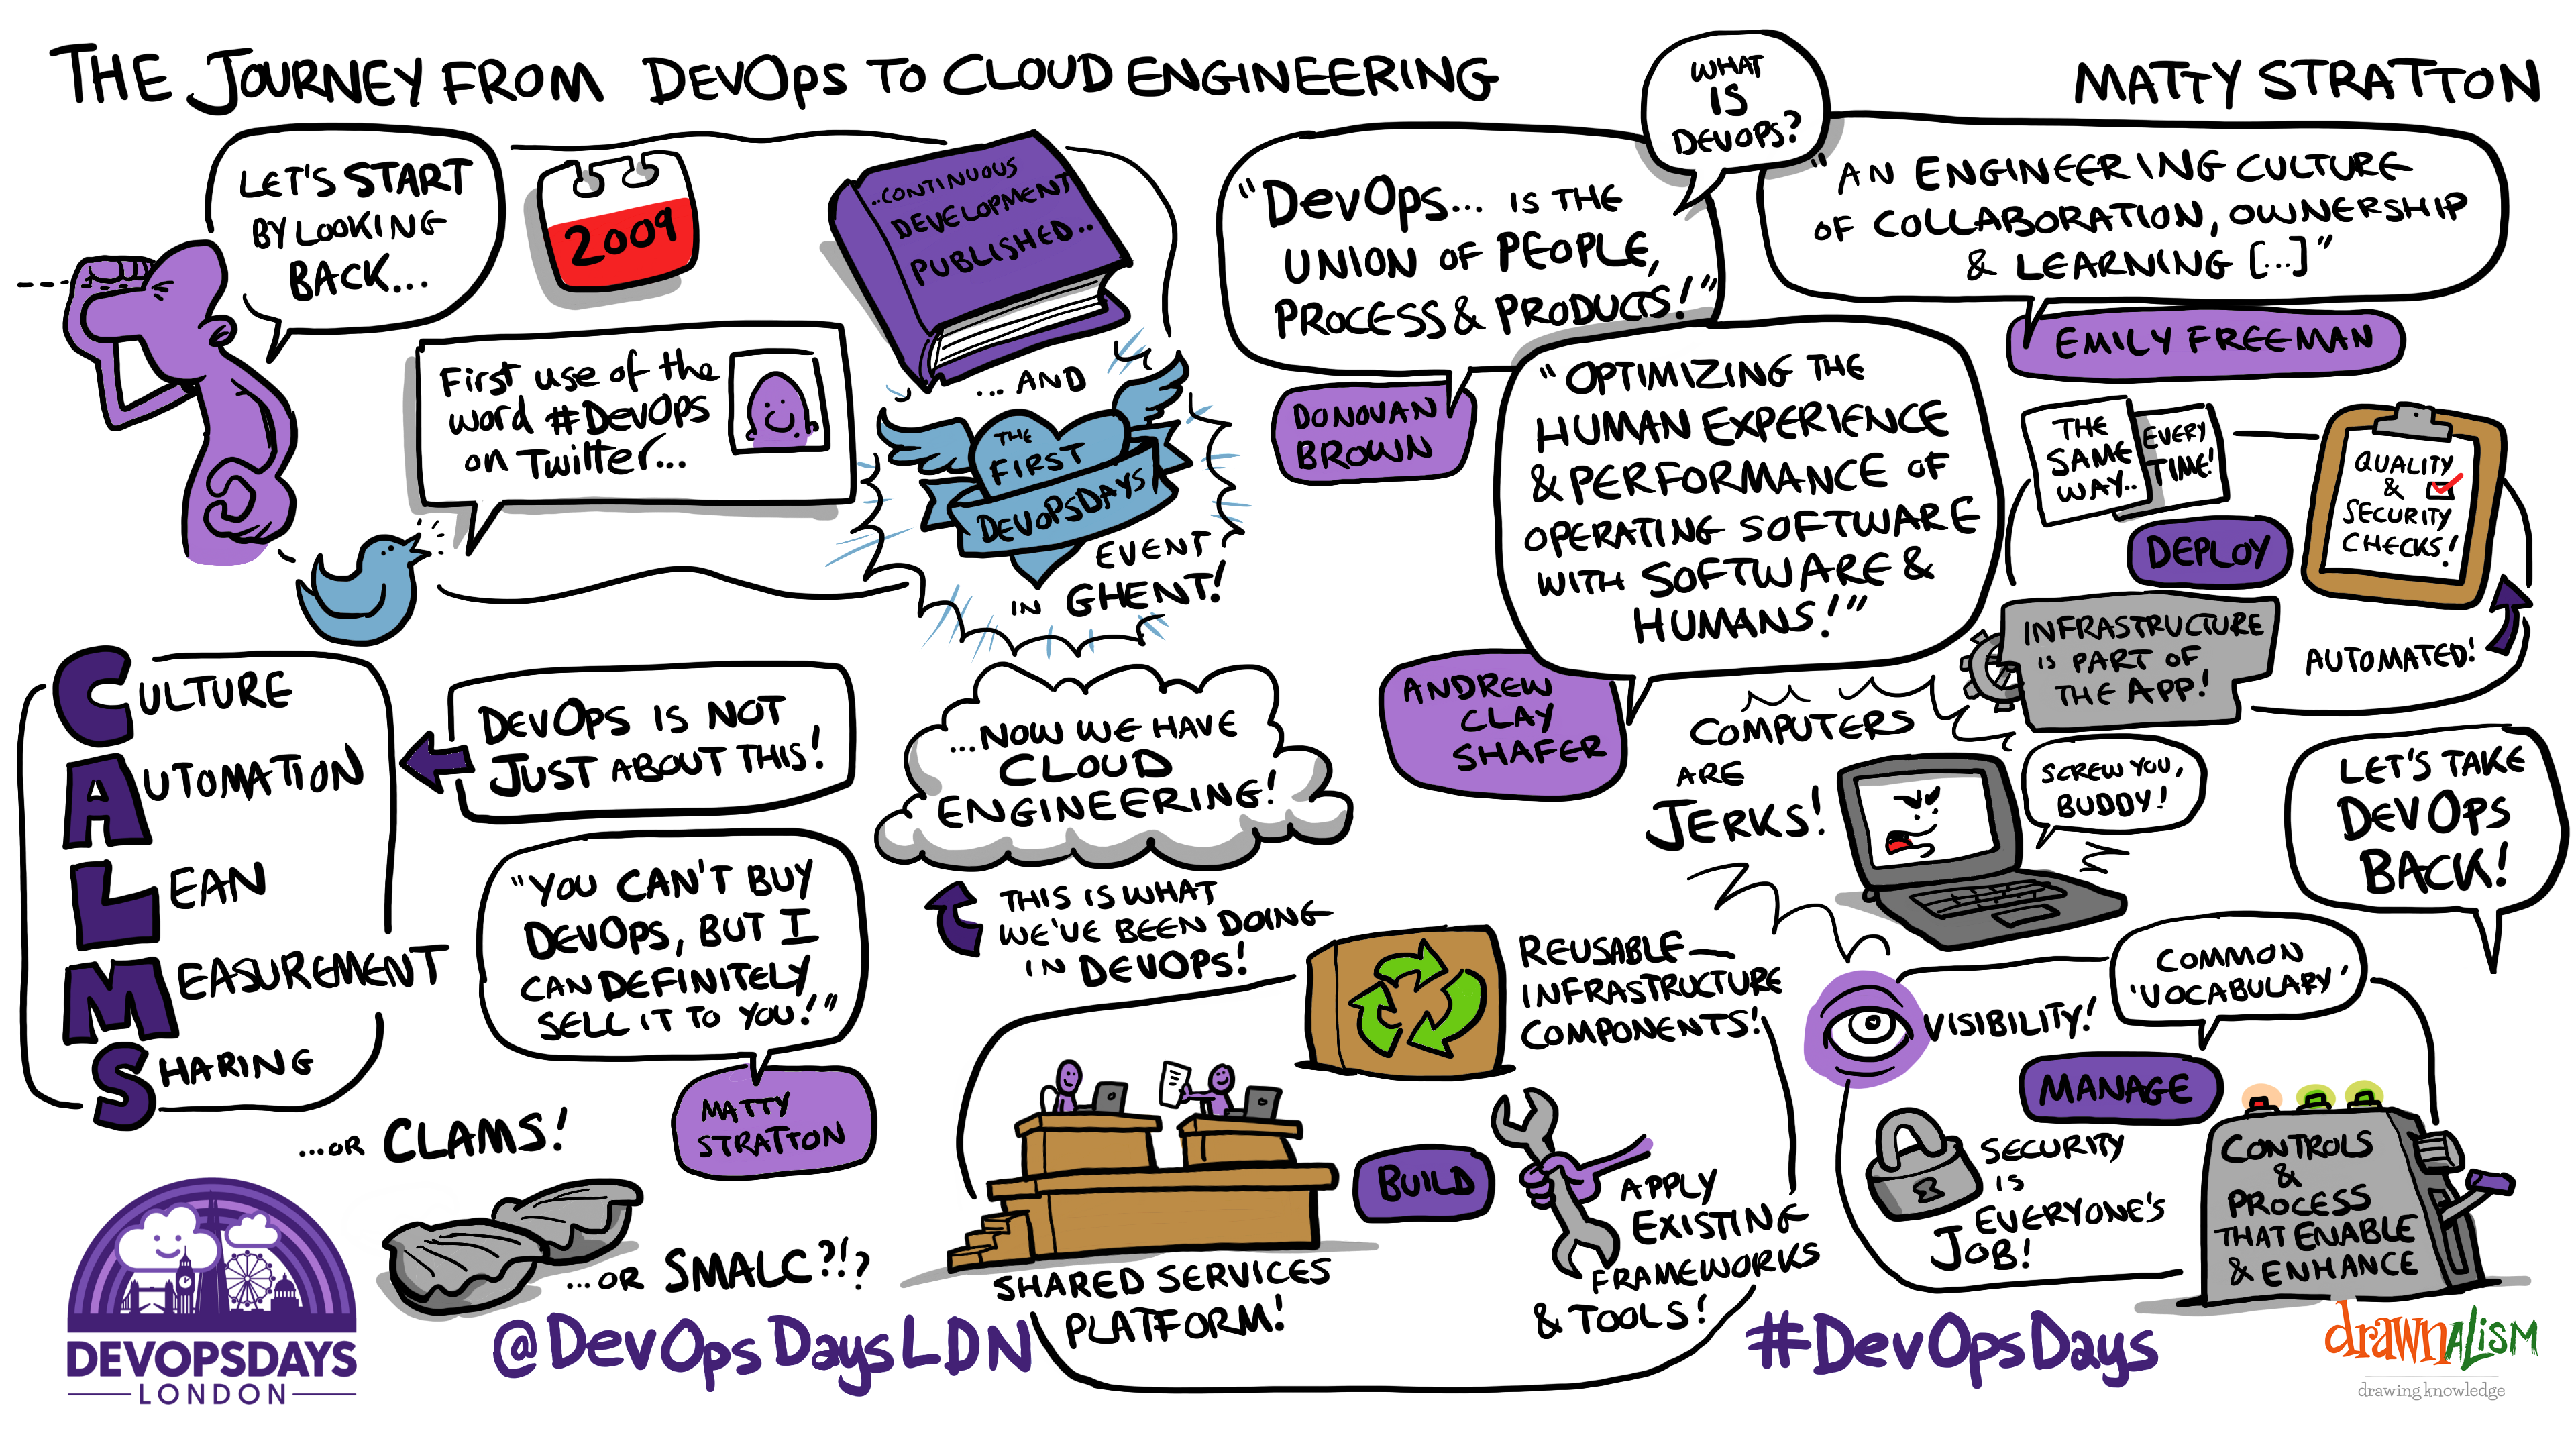 THE JOURNEY FROM DEVOPS TO CLOUD ENGINEERING
MATTY STRATTON
LET'S START
BY LOOKING
BACK...
2009
..CONTINUOUS
DEVELOPMENT
PUBLISHED..
First use of the
word #DevOps
on Twitter...
... AND
THE
FIRST
DEVOPSDAYS
EVENT
IN GHENT!
WHAT
IS
DEVOPS?
"DevOps... IS THE
UNION OF PEOPLE,
PROCESS & PRODUCTS!"
DONOVAN
BROWN
"AN ENGINEERING CULTURE
OF COLLABORATION, OWNERSHIP
& LEARNING [...]"
EMILY FREEMAN
"OPTIMIZING THE
HUMAN EXPERIENCE
& PERFORMANCE OF
OPERATING SOFTWARE
WITH SOFTWARE &
HUMANS!"
ANDREW
CLAY
SHAFER
THE
SAME
WAY..
EVERY
TIME!
QUALITY
&
SECURITY
CHECKS!
DEPLOY
INFRASTRUCTURE
IS PART OF
THE APP!
AUTOMATED!
CULTURE
AUTOMATION
LEAN
MEASUREMENT
SHARING
DEVOPS IS NOT
JUST ABOUT THIS!
"YOU CAN'T BUY
DEVOPS, BUT I
CAN DEFINITELY
SELL IT TO YOU!"
MATTY
STRATTON
...OR CLAMS!
...OR SMALC?!?
...NOW WE HAVE
CLOUD
ENGINEERING!
THIS IS WHAT
WE'VE BEEN DOING
IN DEVOPS!
REUSABLE
INFRASTRUCTURE
COMPONENTS!
BUILD
SHARED SERVICES
PLATFORM!
APPLY
EXISTING
FRAMEWORKS
& TOOLS!
COMPUTERS
ARE
JERKS!
SCREW YOU,
BUDDY!
LET'S TAKE
DEVOPS
BACK!
COMMON
'VOCABULARY'
VISIBILITY!
MANAGE
SECURITY
IS
EVERYONE'S
JOB!
CONTROLS
&
PROCESS
THAT ENABLE
& ENHANCE
DEVOPSDAYS
LONDON
@DevOpsDaysLDN
#DevOpsDays
drawnalism
drawing knowledge